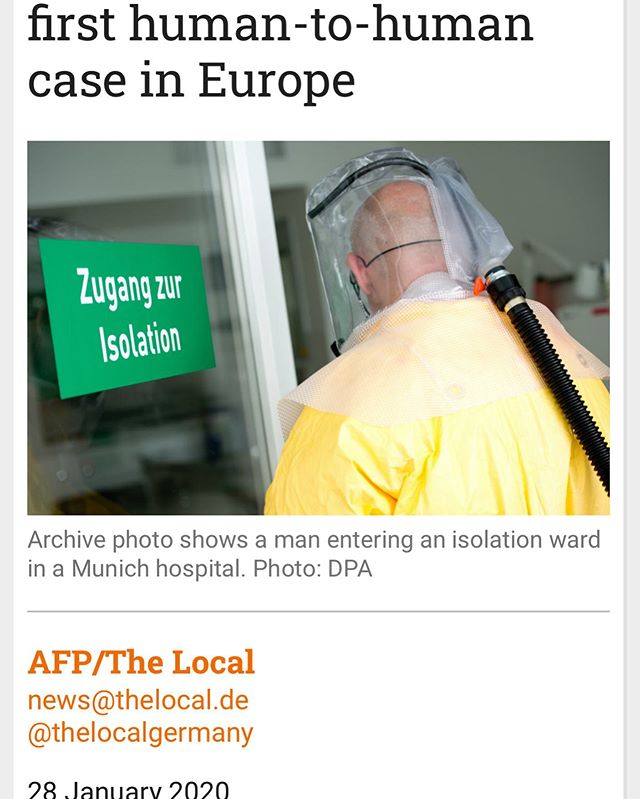 first human-to-human
case in Europe
Zugang zur
Isolation
Archive photo shows a man entering an isolation ward
in a Munich hospital. Photo: DPA
AFP/The Local
news@thelocal.de
@thelocalgermany
28 January 2020